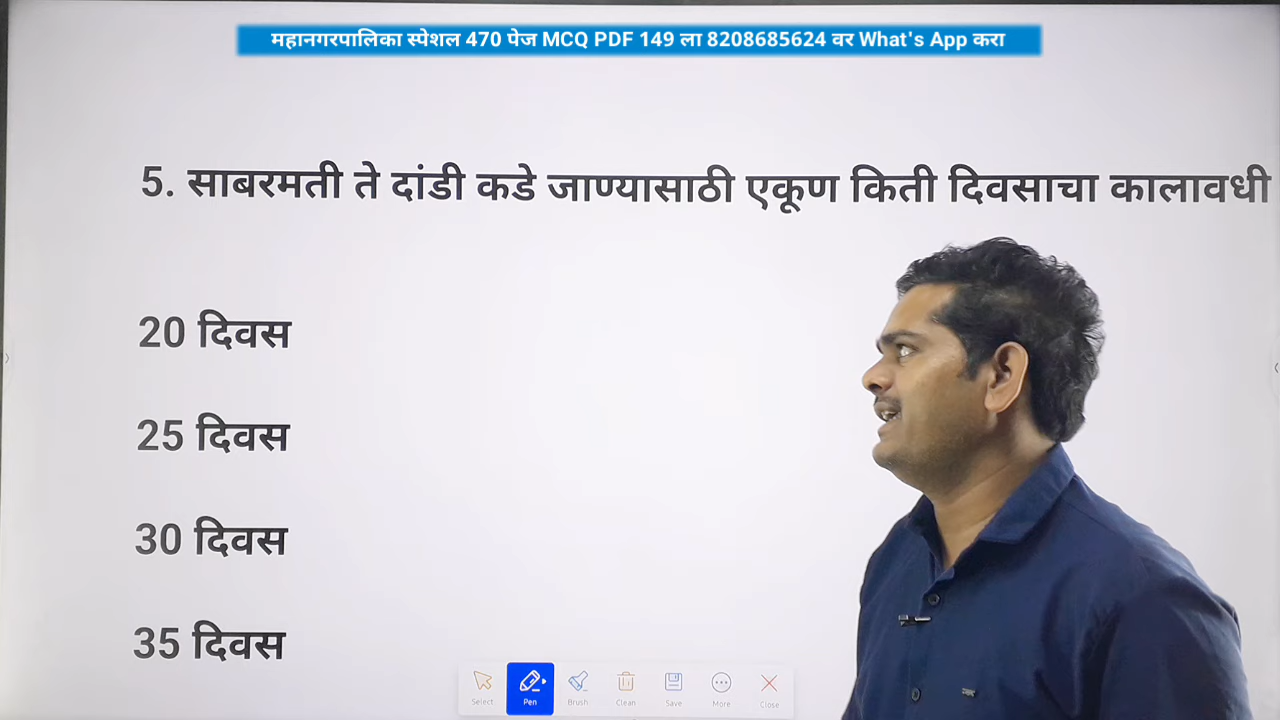 महानगरपालिका स्पेशल 470 पेज MCQ PDF 149 ला 8208685624 वर What's App करा
5. साबरमती ते दांडी कडे जाण्यासाठी एकूण किती दिवसाचा कालावधी
20 दिवस
25 दिवस
30 दिवस
35 दिवस
Select Pen Brush Clean Save More Close